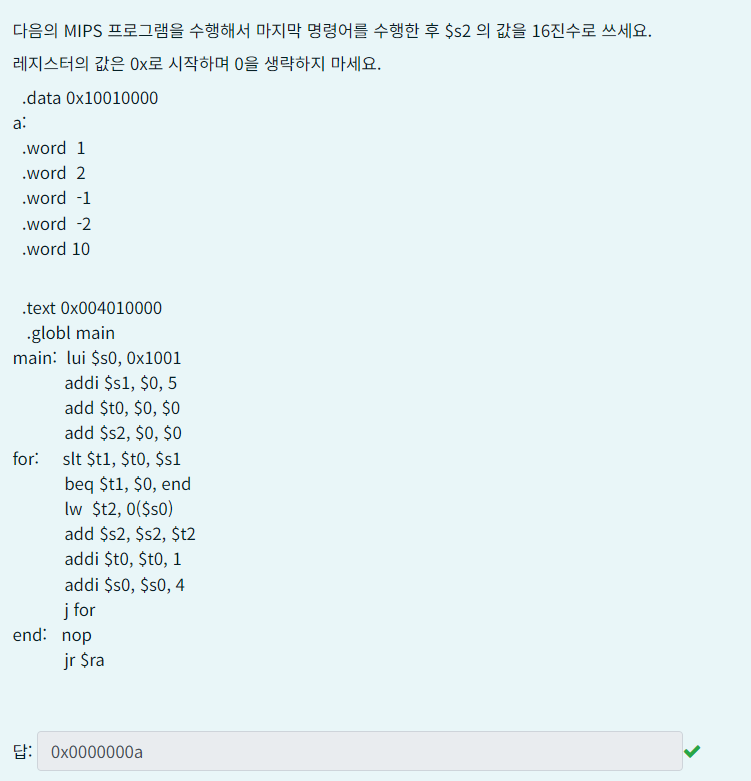 다음의 MIPS 프로그램을 수행해서 마지막 명령어를 수행한 후 $s2 의 값을 16진수로 쓰세요.
레지스터의 값은 0x로 시작하며 0을 생략하지 마세요.
.data 0x10010000
a:
.word 1
.word 2
.word -1
.word -2
.word 10
.text 0x004010000
.globl main
main: lui $s0, 0x1001
addi $s1, $0, 5
add $t0, $0, $0
add $s2, $0, $0
for: slt $t1, $t0, $s1
beq $t1, $0, end
lw $t2, 0($s0)
add $s2, $s2, $t2
addi $t0, $t0, 1
addi $s0, $s0, 4
j for
end: nop
jr $ra
답: 0x0000000a